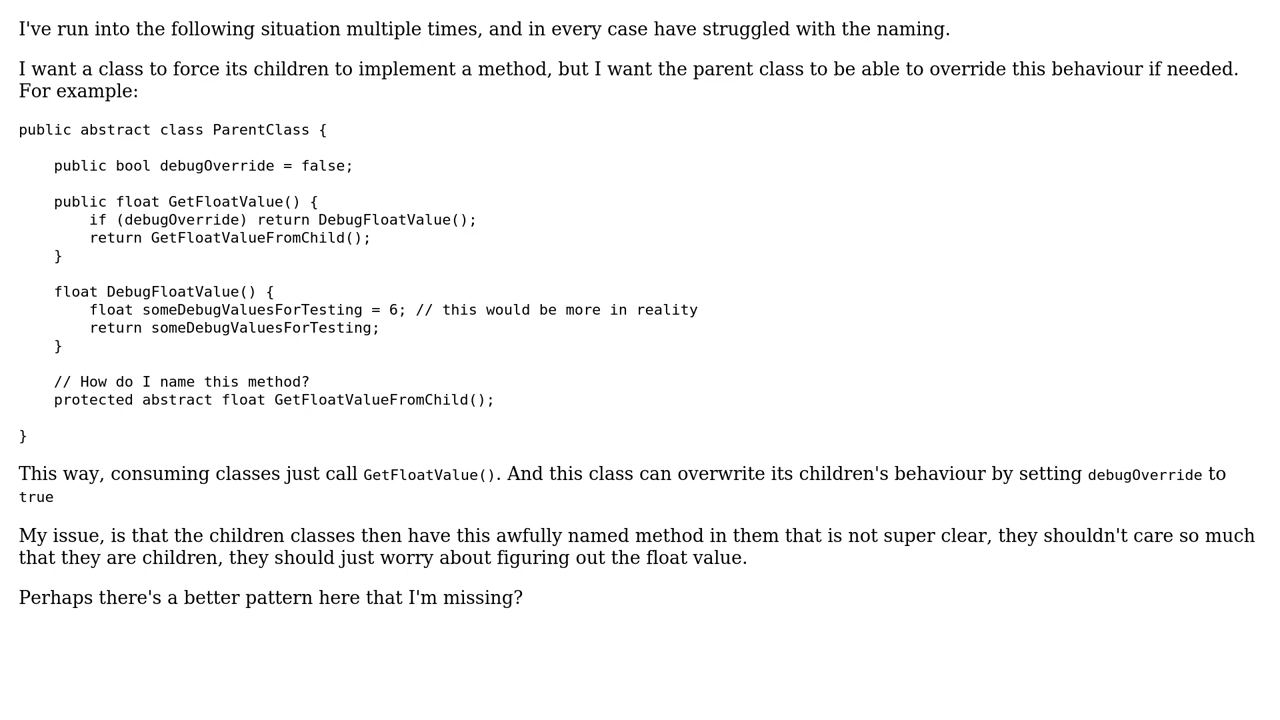 I've run into the following situation multiple times, and in every case have struggled with the naming.
I want a class to force its children to implement a method, but I want the parent class to be able to override this behaviour if needed.
For example:
public abstract class ParentClass {
    public bool debugOverride = false;
    public float GetFloatValue() {
        if (debugOverride) return DebugFloatValue();
        return GetFloatValueFromChild();
    }
    float DebugFloatValue() {
        float someDebugValuesForTesting = 6; // this would be more in reality
        return someDebugValuesForTesting;
    }
    // How do I name this method?
    protected abstract float GetFloatValueFromChild();
}
This way, consuming classes just call GetFloatValue(). And this class can overwrite its children's behaviour by setting debugOverride to
true
My issue, is that the children classes then have this awfully named method in them that is not super clear, they shouldn't care so much
that they are children, they should just worry about figuring out the float value.
Perhaps there's a better pattern here that I'm missing?